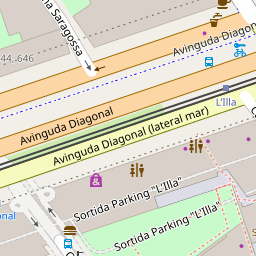 na Saragossa
44.646
Avinguda Diagonal
L'Illa
Avinguda Diagonal
Avinguda Diagonal (lateral mar)
Sortida Parking "L'Illa"
Sortida Parking "L'Illa"
onal